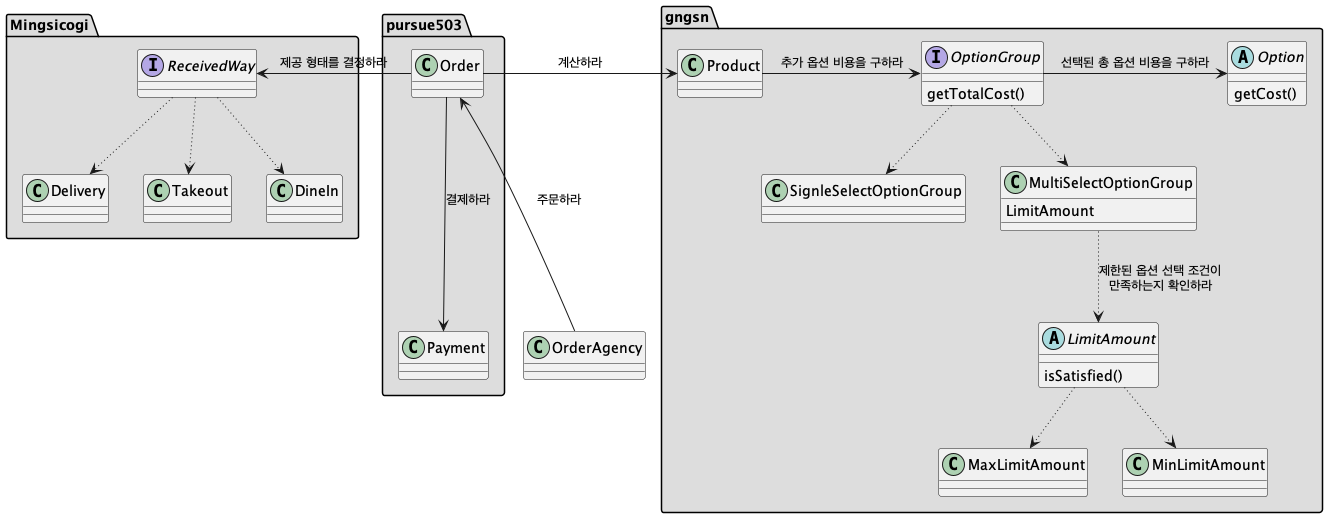 Mingsicogi
pursue503
gngsn
I ReceivedWay
제공 형태를 결정하라
C Order
계산하라
C Product
추가 옵션 비용을 구하라
I OptionGroup
getTotalCost()
선택된 총 옵션 비용을 구하라
A Option
getCost()
C Delivery
C Takeout
C DineIn
결제하라
주문하라
C SignleSelectOptionGroup
C MultiSelectOptionGroup
LimitAmount
제한된 옵션 선택 조건이
만족하는지 확인하라
C Payment
C OrderAgency
A LimitAmount
isSatisfied()
C MaxLimitAmount
C MinLimitAmount